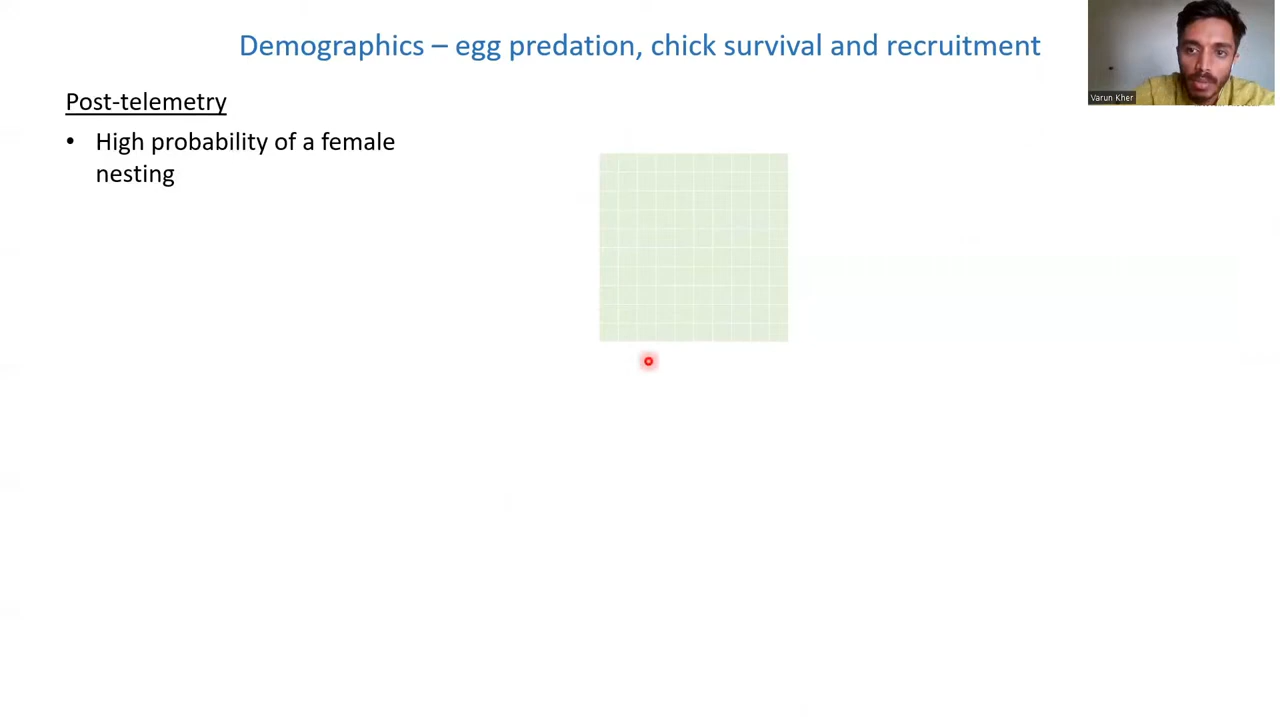 Demographics – egg predation, chick survival and recruitment
Varun Kher
Post-telemetry
• High probability of a female
nesting